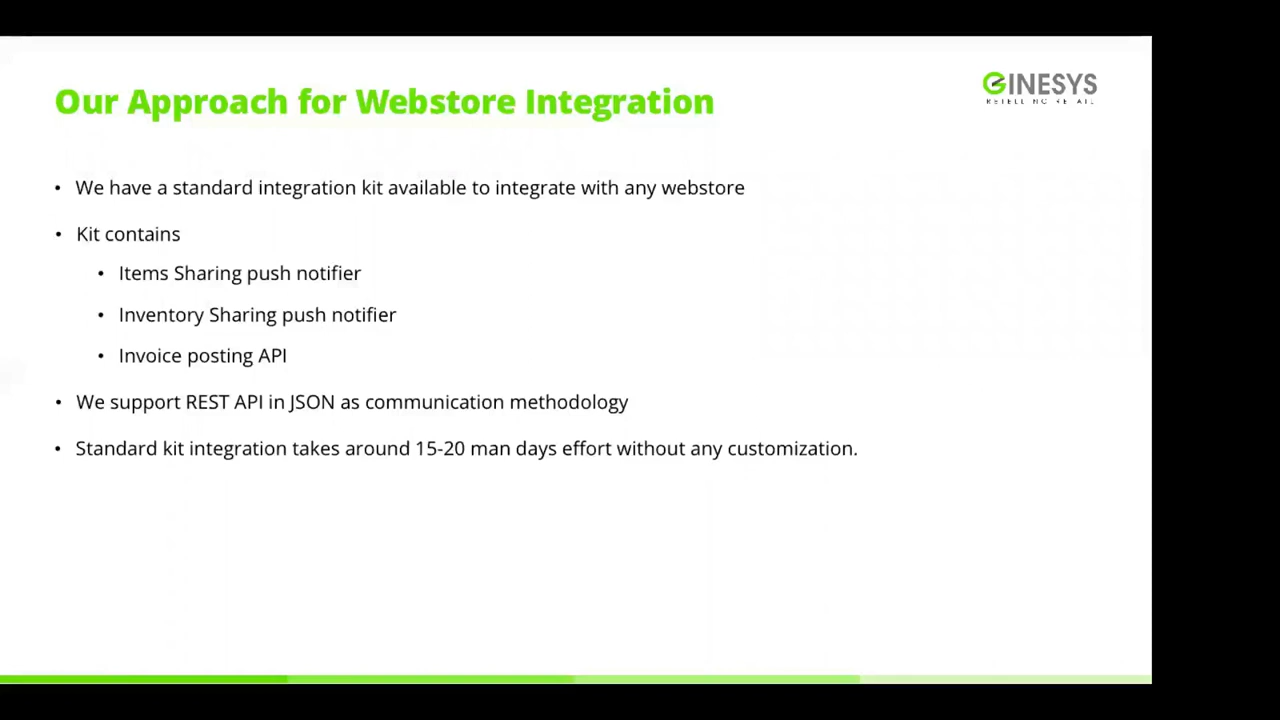 Our Approach for Webstore Integration
GINESYS
RETELLING RETAIL
• We have a standard integration kit available to integrate with any webstore
• Kit contains
• Items Sharing push notifier
• Inventory Sharing push notifier
• Invoice posting API
• We support REST API in JSON as communication methodology
• Standard kit integration takes around 15-20 man days effort without any customization.